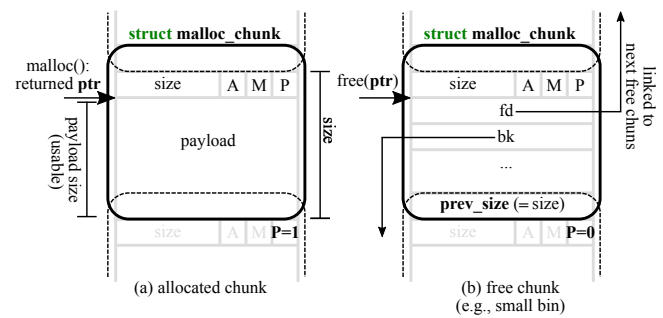 struct malloc_chunk
malloc():
returned ptr
size A M P
payload size
(usable)
payload
size
size A M P=1
(a) allocated chunk
struct malloc_chunk
free(ptr)
size A M P
fd
bk
...
prev_size (= size)
size A M P=0
linked to
next free chuns
(b) free chunk
(e.g., small bin)